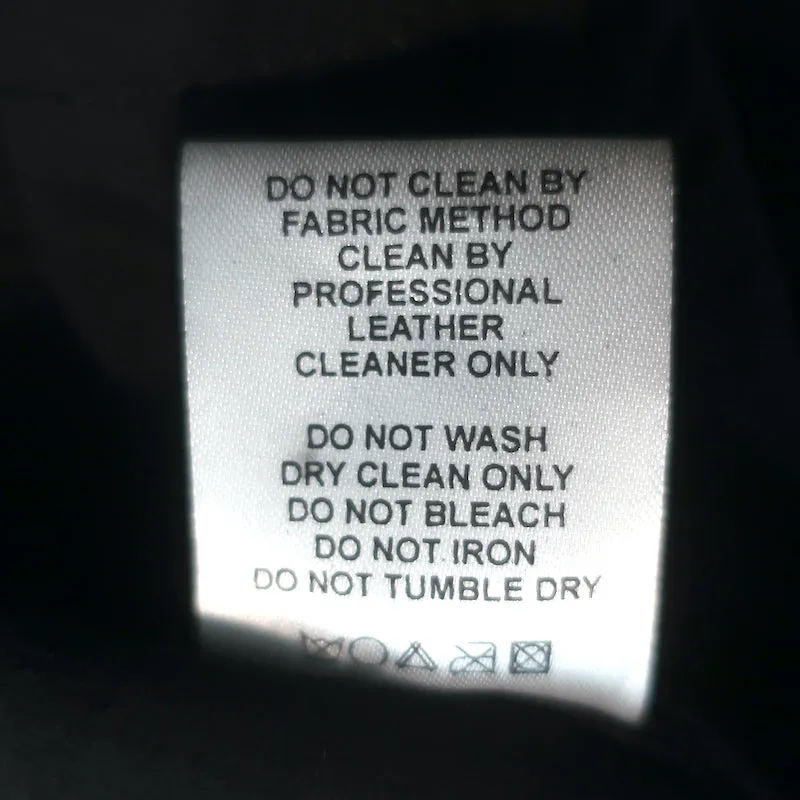 DO NOT CLEAN BY
FABRIC METHOD
CLEAN BY
PROFESSIONAL
LEATHER
CLEANER ONLY
DO NOT WASH
DRY CLEAN ONLY
DO NOT BLEACH
DO NOT IRON
DO NOT TUMBLE DRY